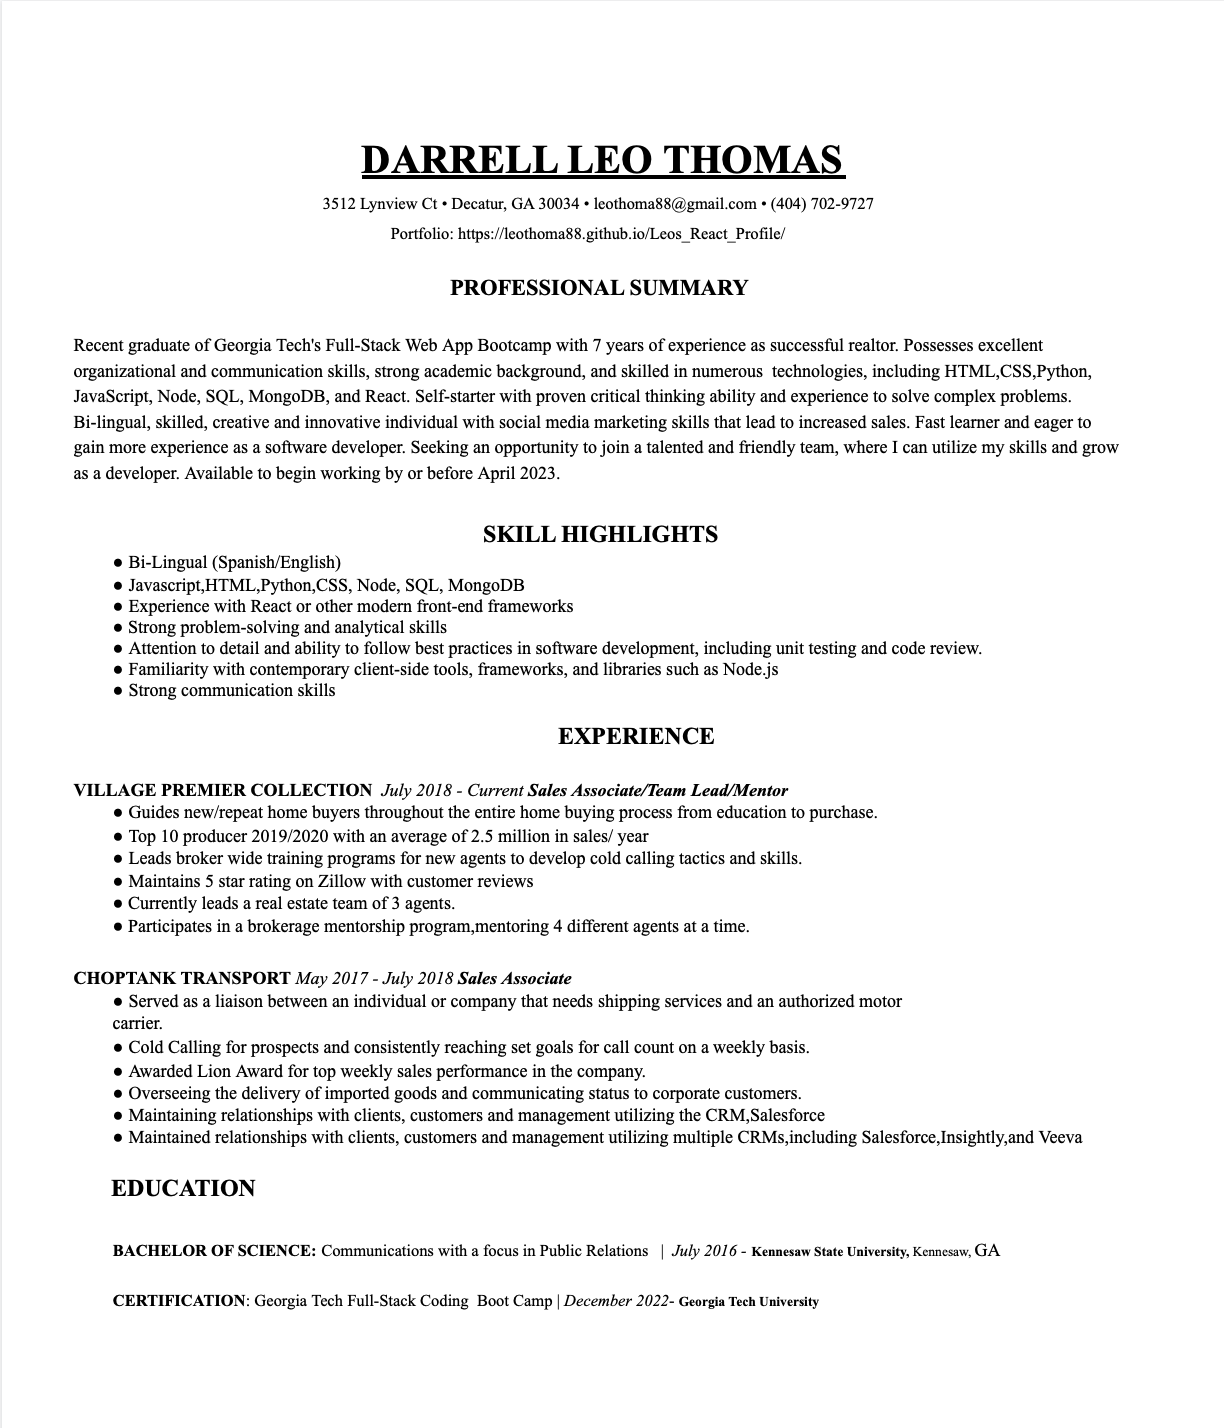 DARRELL LEO THOMAS
3512 Lynview Ct • Decatur, GA 30034 • leothoma88@gmail.com • (404) 702-9727
Portfolio: https://leothoma88.github.io/Leos_React_Profile/
PROFESSIONAL SUMMARY
Recent graduate of Georgia Tech's Full-Stack Web App Bootcamp with 7 years of experience as successful realtor. Possesses excellent
organizational and communication skills, strong academic background, and skilled in numerous  technologies, including HTML,CSS,Python,
JavaScript, Node, SQL, MongoDB, and React. Self-starter with proven critical thinking ability and experience to solve complex problems.
Bi-lingual, skilled, creative and innovative individual with social media marketing skills that lead to increased sales. Fast learner and eager to
gain more experience as a software developer. Seeking an opportunity to join a talented and friendly team, where I can utilize my skills and grow
as a developer. Available to begin working by or before April 2023.
SKILL HIGHLIGHTS
● Bi-Lingual (Spanish/English)
● Javascript,HTML,Python,CSS, Node, SQL, MongoDB
● Experience with React or other modern front-end frameworks
● Strong problem-solving and analytical skills
● Attention to detail and ability to follow best practices in software development, including unit testing and code review.
● Familiarity with contemporary client-side tools, frameworks, and libraries such as Node.js
● Strong communication skills
EXPERIENCE
VILLAGE PREMIER COLLECTION  July 2018 - Current Sales Associate/Team Lead/Mentor
● Guides new/repeat home buyers throughout the entire home buying process from education to purchase.
● Top 10 producer 2019/2020 with an average of 2.5 million in sales/ year
● Leads broker wide training programs for new agents to develop cold calling tactics and skills.
● Maintains 5 star rating on Zillow with customer reviews
● Currently leads a real estate team of 3 agents.
● Participates in a brokerage mentorship program,mentoring 4 different agents at a time.
CHOPTANK TRANSPORT May 2017 - July 2018 Sales Associate
● Served as a liaison between an individual or company that needs shipping services and an authorized motor
carrier.
● Cold Calling for prospects and consistently reaching set goals for call count on a weekly basis.
● Awarded Lion Award for top weekly sales performance in the company.
● Overseeing the delivery of imported goods and communicating status to corporate customers.
● Maintaining relationships with clients, customers and management utilizing the CRM,Salesforce
● Maintained relationships with clients, customers and management utilizing multiple CRMs,including Salesforce,Insightly,and Veeva
EDUCATION
BACHELOR OF SCIENCE: Communications with a focus in Public Relations  | July 2016 - Kennesaw State University, Kennesaw, GA
CERTIFICATION: Georgia Tech Full-Stack Coding  Boot Camp | December 2022- Georgia Tech University